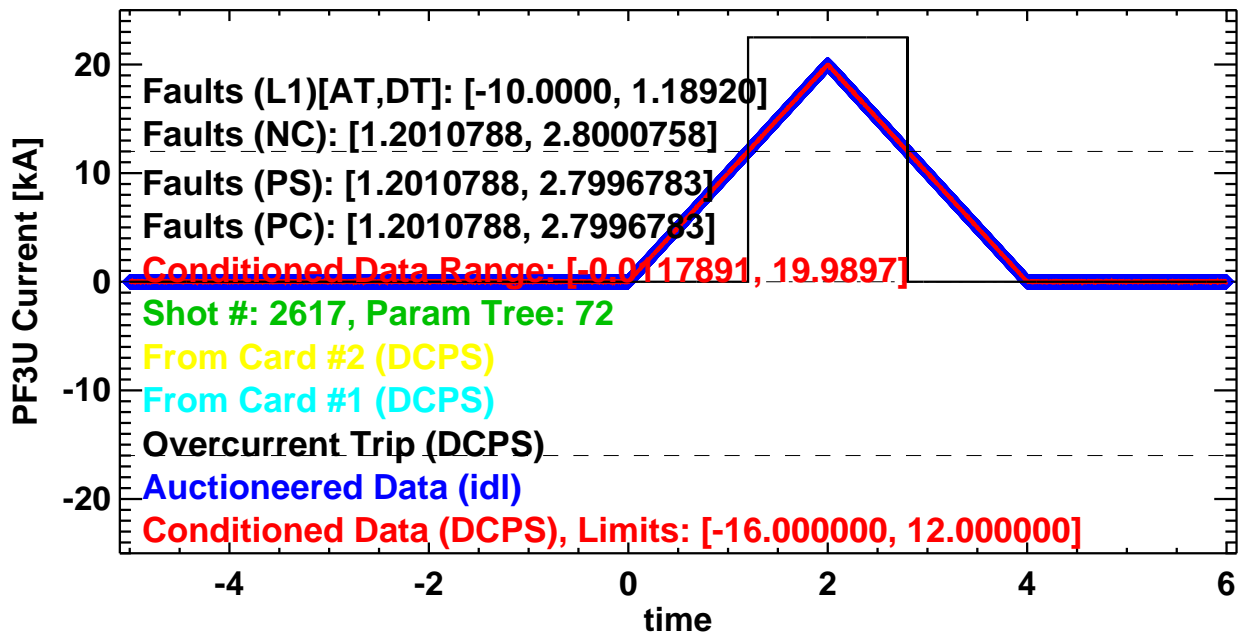 20
Faults (L1)[AT,DT]: [-10.0000, 1.18920]
Faults (NC): [1.2010788, 2.8000758]
10
Faults (PS): [1.2010788, 2.7996783]
Faults (PC): [1.2010788, 2.7996783]
PF3U Current [kA]
0
Conditioned Data Range: [-0.0117891, 19.9897]
Shot #: 2617, Param Tree: 72
From Card #2 (DCPS)
-10
From Card #1 (DCPS)
Overcurrent Trip (DCPS)
-20
Auctioneered Data (idl)
Conditioned Data (DCPS), Limits: [-16.000000, 12.000000]
-4 -2 0 2 4 6
time